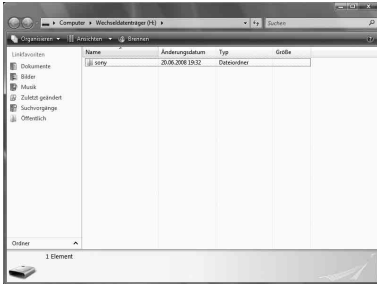 Computer ▸ Wechseldatenträger (H:) ▸
Suchen
Organisieren Ansichten Brennen
Linkfavoriten
Dokumente
Bilder
Musik
Zuletzt geändert
Suchvorgänge
Öffentlich
Ordner
Name Änderungsdatum Typ Größe
sony 20.06.2008 19:32 Dateiordner
1 Element